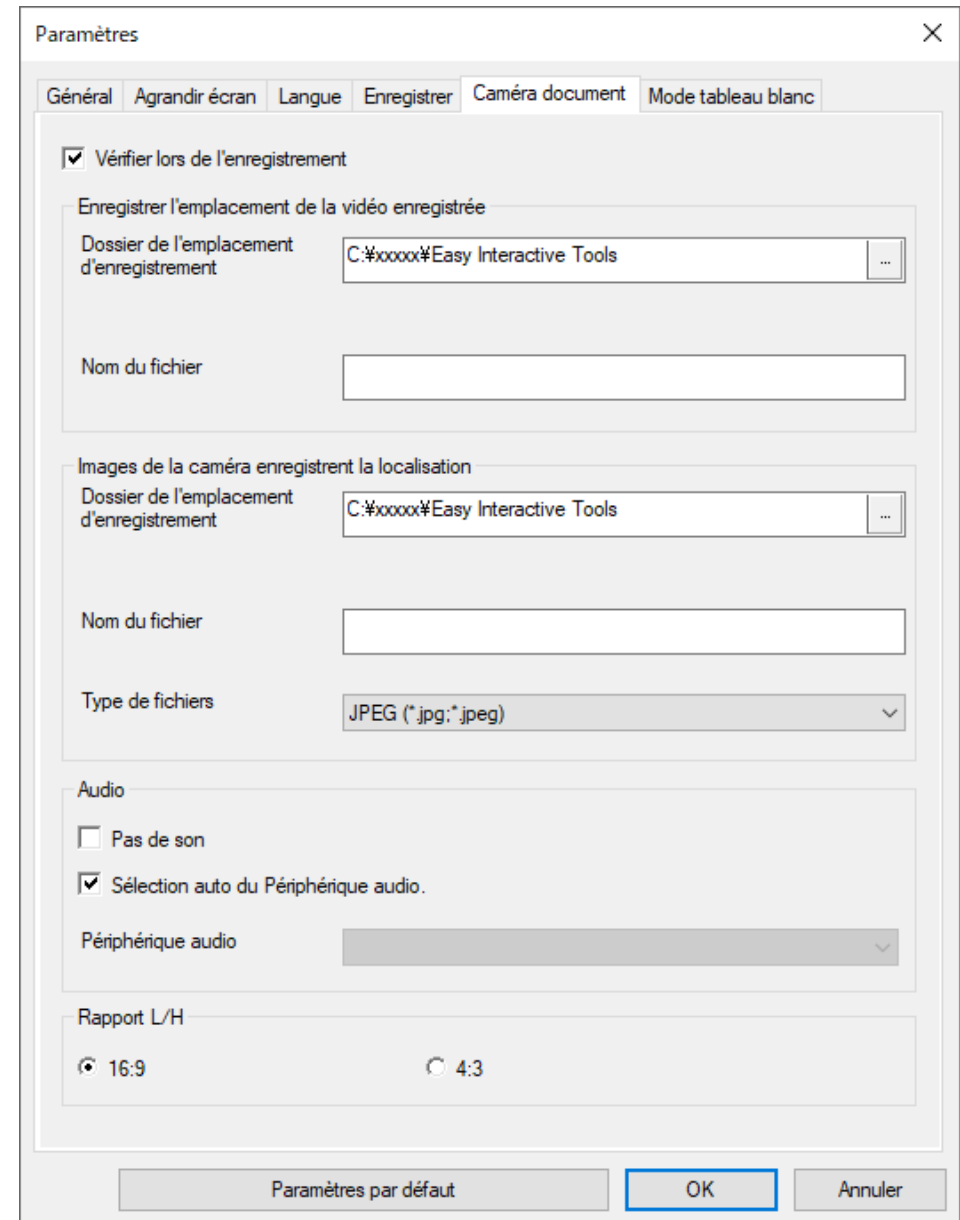 Paramètres
Général Agrandir écran Langue Enregistrer Caméra document Mode tableau blanc
Vérifier lors de l'enregistrement
Enregistrer l'emplacement de la vidéo enregistrée
Dossier de l'emplacement
d'enregistrement
C:¥xxxxx¥Easy Interactive Tools
...
Nom du fichier
Images de la caméra enregistrent la localisation
Dossier de l'emplacement
d'enregistrement
C:¥xxxxx¥Easy Interactive Tools
...
Nom du fichier
Type de fichiers
JPEG (*.jpg;*.jpeg)
Audio
Pas de son
Sélection auto du Périphérique audio.
Périphérique audio
Rapport L/H
16:9 4:3
Paramètres par défaut OK Annuler